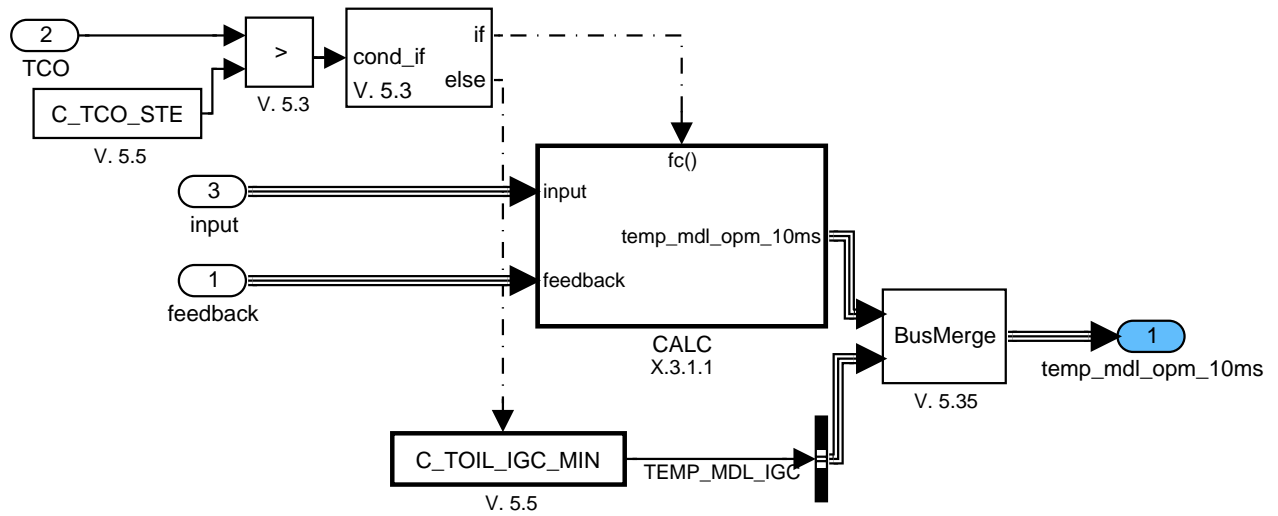 2
TCO
>
V. 5.3
cond_if
if
else
V. 5.3
C_TCO_STE
V. 5.5
3
input
1
feedback
fc()
input
temp_mdl_opm_10ms
feedback
CALC
X.3.1.1
BusMerge
V. 5.35
1
temp_mdl_opm_10ms
C_TOIL_IGC_MIN
V. 5.5
TEMP_MDL_IGC